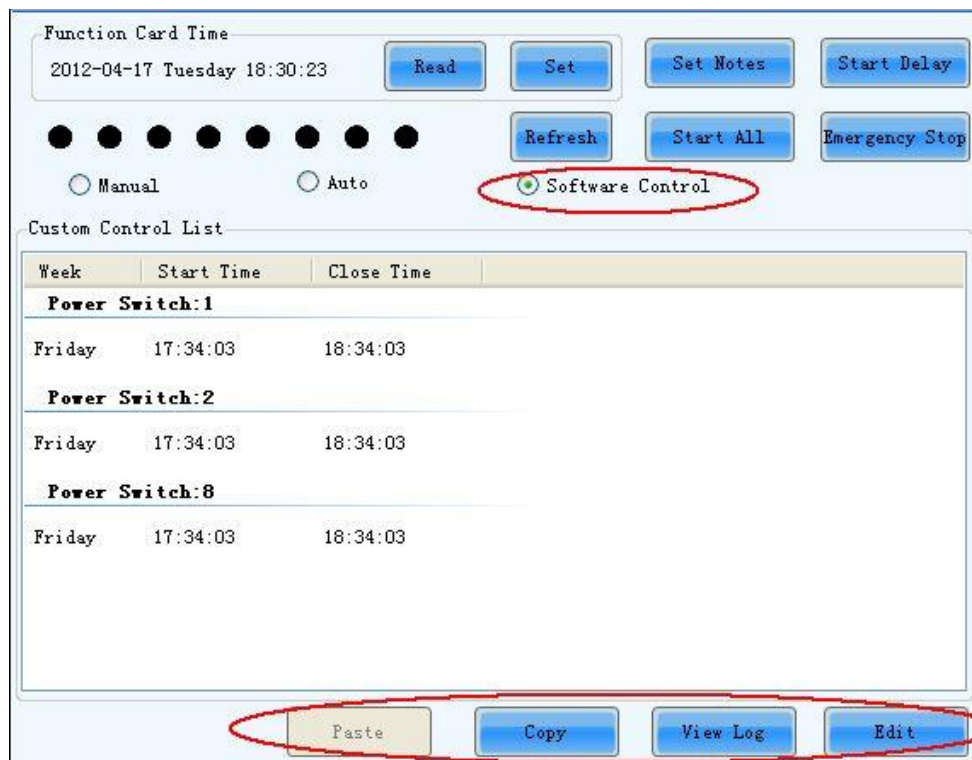 Function Card Time
2012-04-17 Tuesday 18:30:23 Read Set Set Notes Start Delay
Refresh Start All Emergency Stop
Manual Auto Software Control
Custom Control List
Week Start Time Close Time
Power Switch:1
Friday 17:34:03 18:34:03
Power Switch:2
Friday 17:34:03 18:34:03
Power Switch:8
Friday 17:34:03 18:34:03
Paste Copy View Log Edit